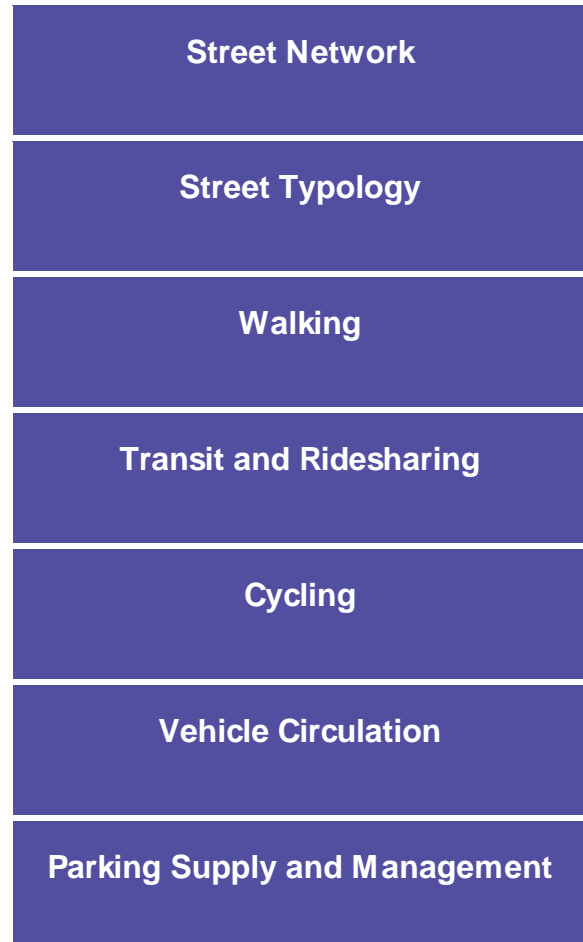 Street Network
Street Typology
Walking
Transit and Ridesharing
Cycling
Vehicle Circulation
Parking Supply and Management